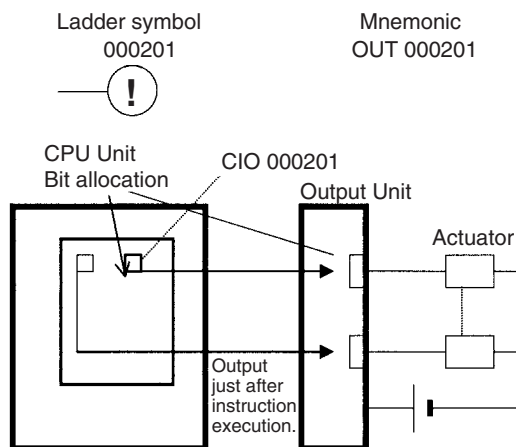 Ladder symbol
000201
Mnemonic
OUT 000201
!
CPU Unit
Bit allocation
CIO 000201
Output Unit
Actuator
Output
just after
instruction
execution.